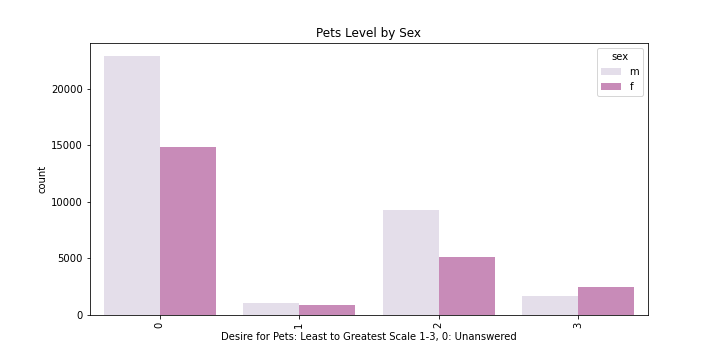 Pets Level by Sex
sex
m
f
20000
15000
10000
5000
0
count
0
1
2
3
Desire for Pets: Least to Greatest Scale 1-3, 0: Unanswered